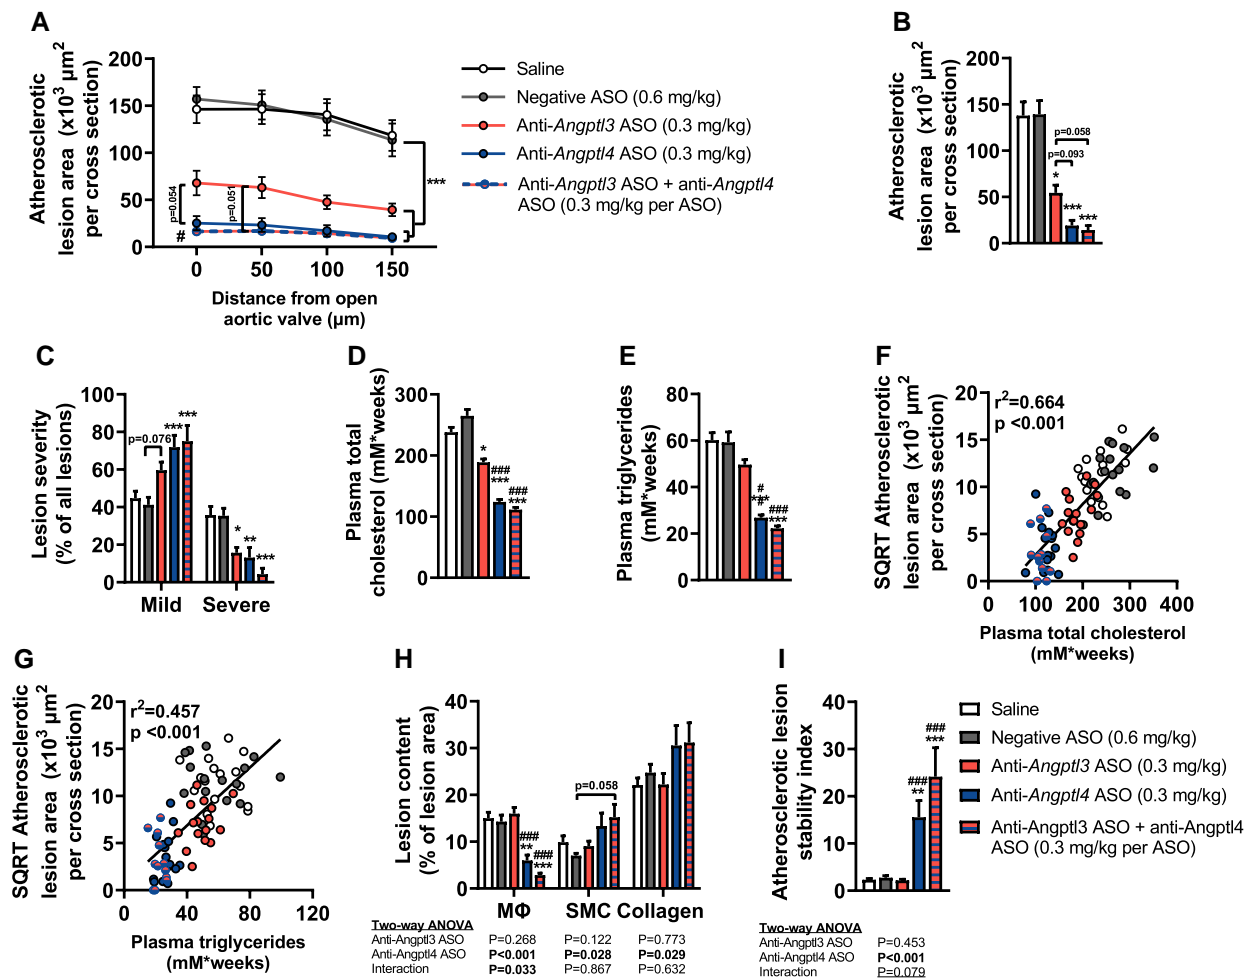 A
Atherosclerotic
lesion area (x10³ µm²
per cross section)
200
150
100
50
0
p=0.054
p=0.051
#
***
0 50 100 150
Distance from open
aortic valve (µm)
Saline
Negative ASO (0.6 mg/kg)
Anti-Angptl3 ASO (0.3 mg/kg)
Anti-Angptl4 ASO (0.3 mg/kg)
Anti-Angptl3 ASO + anti-Angptl4
ASO (0.3 mg/kg per ASO)
B
Atherosclerotic
lesion area (x10³ µm²
per cross section)
200
150
100
50
0
p=0.058
p=0.093
*
***
***
C
Lesion severity
(% of all lesions)
100
80
60
40
20
0
p=0.076
***
***
*
**
***
Mild Severe
D
Plasma total
cholesterol (mM*weeks)
300
200
100
0
*
###
***
###
***
E
Plasma triglycerides
(mM*weeks)
80
60
40
20
0
#
***
#
###
***
F
SQRT Atherosclerotic
lesion area (x10³ µm²
per cross section)
20
15
10
5
0
r²=0.664
p <0.001
0 100 200 300 400
Plasma total cholesterol
(mM*weeks)
G
SQRT Atherosclerotic
lesion area (x10³ µm²
per cross section)
20
15
10
5
0
r²=0.457
p <0.001
0 40 80 120
Plasma triglycerides
(mM*weeks)
H
Lesion content
(% of lesion area)
40
30
20
10
0
###
**
###
***
p=0.058
MΦ SMC Collagen
Two-way ANOVA
Anti-Angptl3 ASO P=0.268 P=0.122 P=0.773
Anti-Angptl4 ASO P<0.001 P=0.028 P=0.029
Interaction P=0.033 P=0.867 P=0.632
I
Atherosclerotic lesion
stability index
40
30
20
10
0
###
**
###
***
Two-way ANOVA
Anti-Angptl3 ASO P=0.453
Anti-Angptl4 ASO P<0.001
Interaction P=0.079
Saline
Negative ASO (0.6 mg/kg)
Anti-Angptl3 ASO (0.3 mg/kg)
Anti-Angptl4 ASO (0.3 mg/kg)
Anti-Angptl3 ASO + anti-Angptl4
ASO (0.3 mg/kg per ASO)